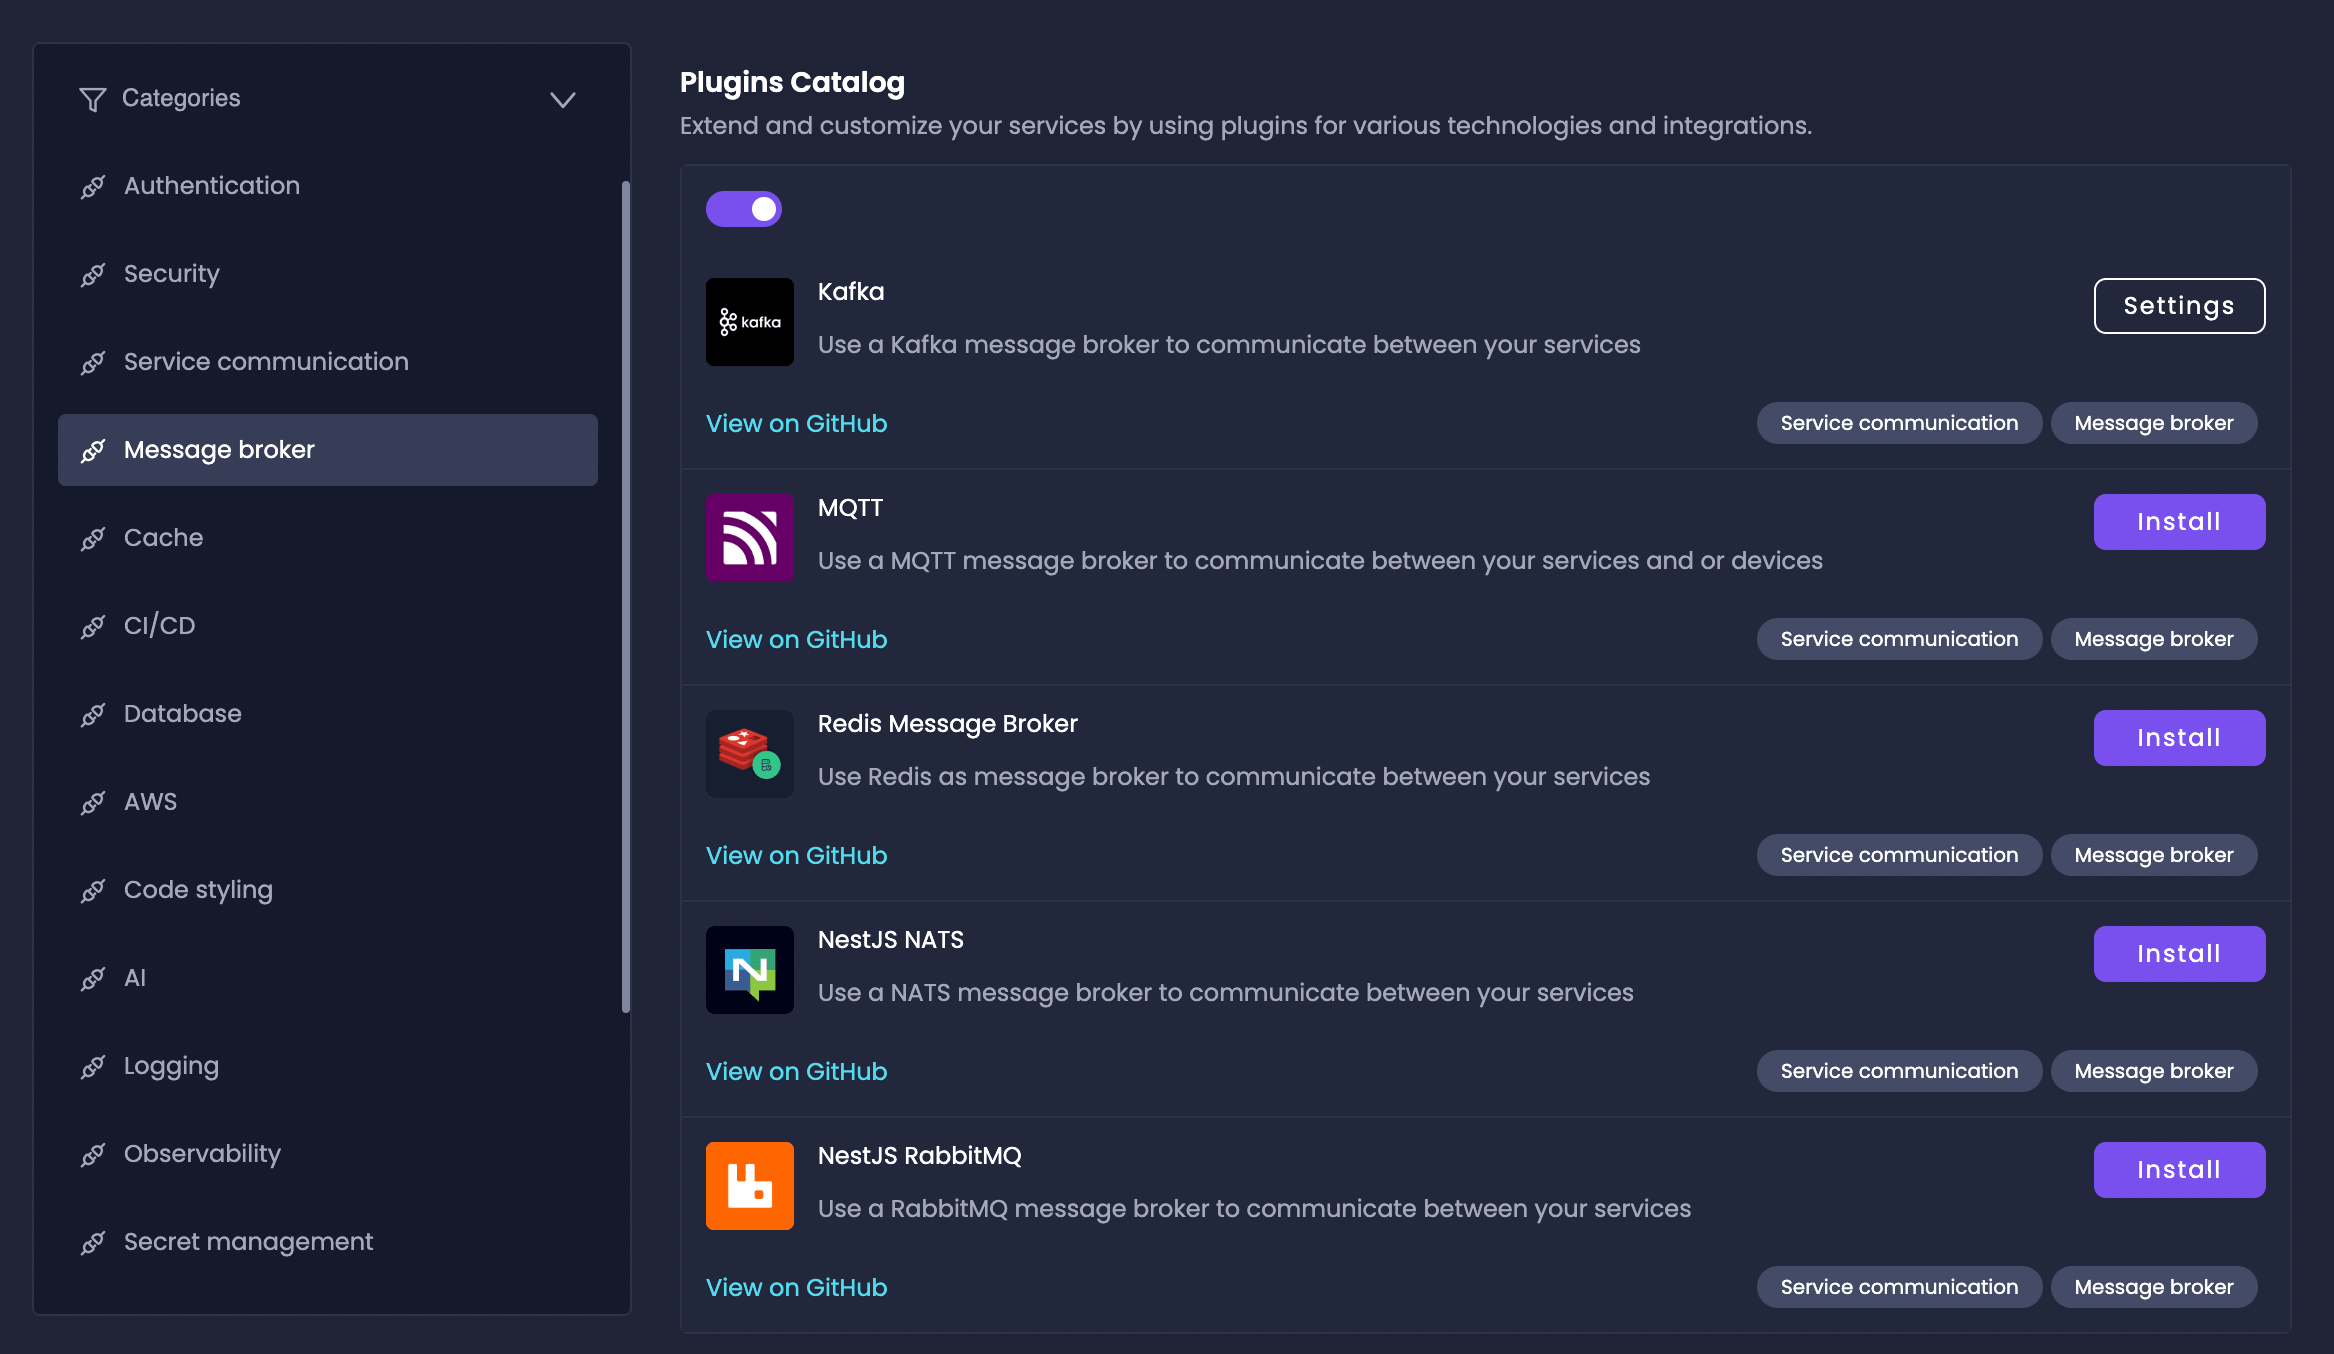 Categories
Authentication
Security
Service communication
Message broker
Cache
CI/CD
Database
AWS
Code styling
AI
Logging
Observability
Secret management
Plugins Catalog
Extend and customize your services by using plugins for various technologies and integrations.
kafka
Kafka
Use a Kafka message broker to communicate between your services
Settings
View on GitHub
Service communication
Message broker
MQTT
Use a MQTT message broker to communicate between your services and or devices
Install
View on GitHub
Service communication
Message broker
Redis Message Broker
Use Redis as message broker to communicate between your services
Install
View on GitHub
Service communication
Message broker
N
NestJS NATS
Use a NATS message broker to communicate between your services
Install
View on GitHub
Service communication
Message broker
NestJS RabbitMQ
Use a RabbitMQ message broker to communicate between your services
Install
View on GitHub
Service communication
Message broker